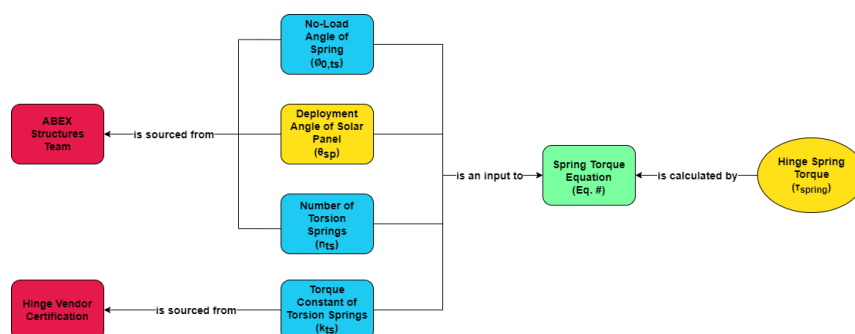 No-Load
Angle of
Spring
(Ø0,ts)
ABEX
Structures
Team
is sourced from
Deployment
Angle of Solar
Panel
(θsp)
is an input to
Spring Torque
Equation
(Eq. #)
is calculated by
Hinge Spring
Torque
(τspring)
Number of
Torsion
Springs
(nts)
Hinge Vendor
Certification
is sourced from
Torque
Constant of
Torsion Springs
(kts)